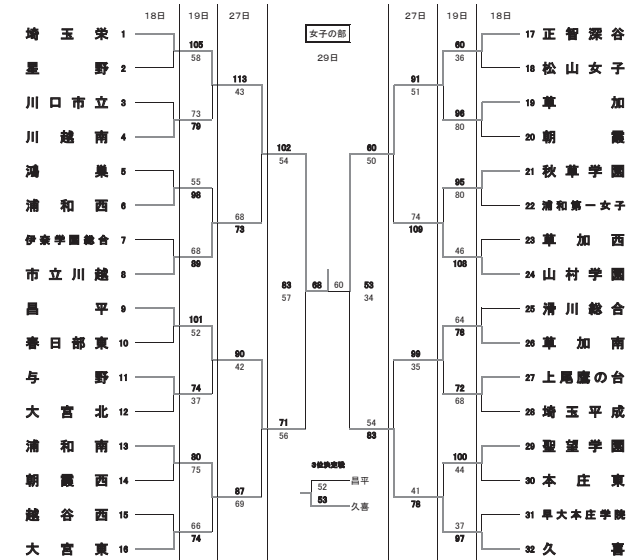 18日 19日 27日 女子の部 27日 19日 18日
29日
埼玉栄 1
105
58
星野 2
113
43
川口市立 3
73
79
川越南 4
102
54
鴻巣 5
55
98
浦和西 6
68
73
伊奈学園総合 7
68
89
市立川越 8
83
57
昌平 9
101
52
春日部東 10
90
42
与野 11
74
37
大宮北 12
71
56
浦和南 13
80
75
朝霞西 14
87
69
越谷西 15
66
74
大宮東 16
68 60
3位決定戦
昌平
52
53
久喜
17 正智深谷
60
36
18 松山女子
91
51
19 草加
96
80
20 朝霞
60
50
21 秋草学園
95
80
22 浦和第一女子
74
109
23 草加西
46
108
24 山村学園
53
34
25 滑川総合
64
78
26 草加南
99
35
27 上尾鷹の台
72
68
28 埼玉平成
54
83
29 聖望学園
100
44
30 本庄東
41
78
31 早大本庄学院
37
97
32 久喜